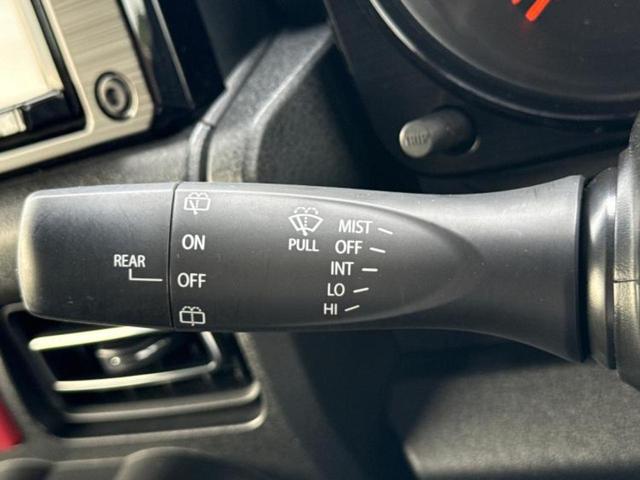 MIST
PULL OFF
ON
INT
REAR OFF
LO
HI
TRIP